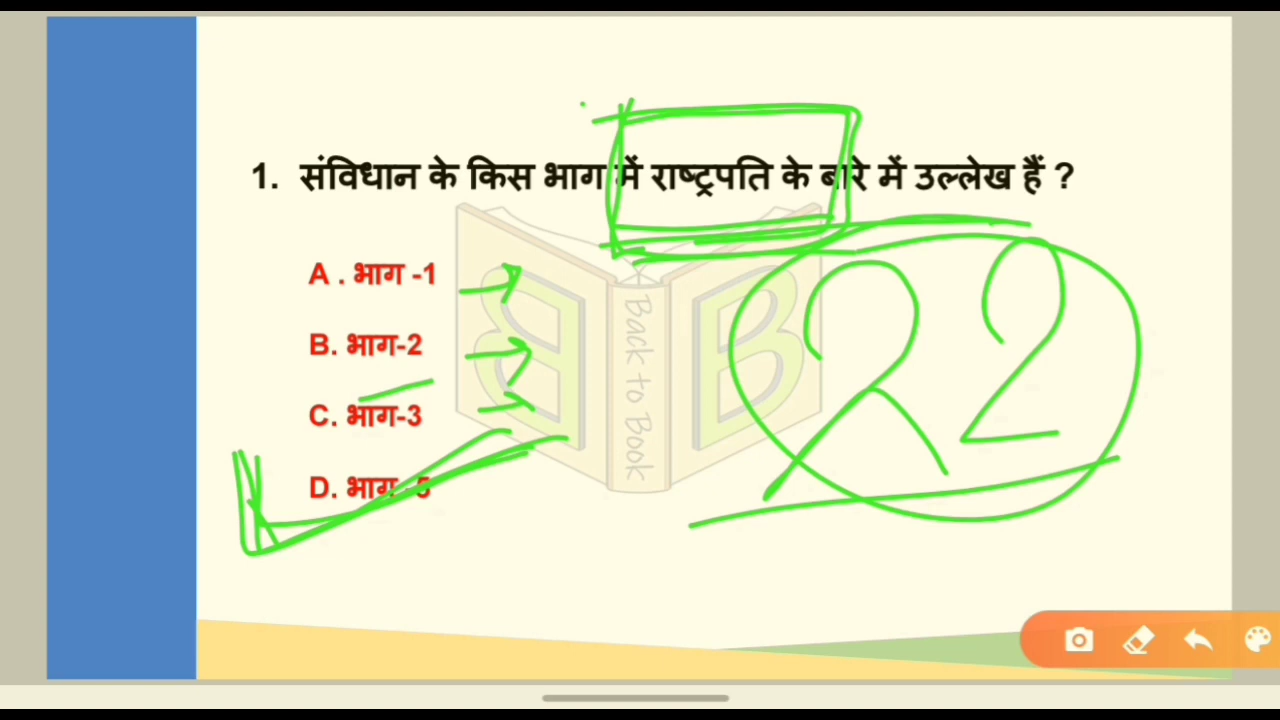 1. संविधान के किस भाग में राष्ट्रपति के बारे में उल्लेख हैं ?
A . भाग -1
B. भाग-2
C. भाग-3
D. भाग -5
Back to Book
22